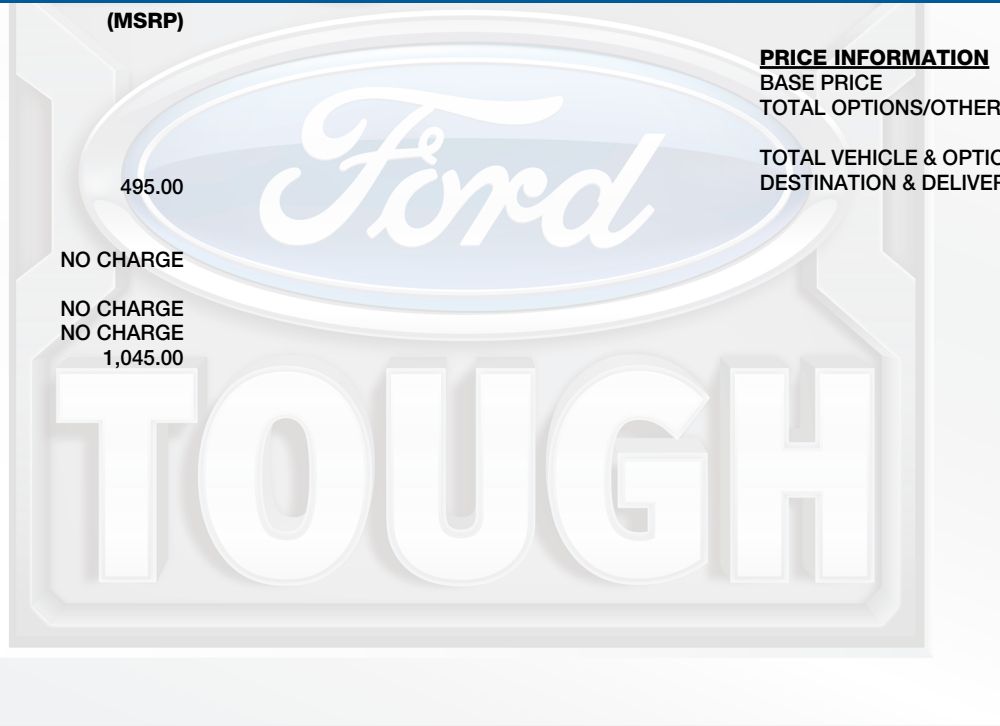 (MSRP)
495.00
NO CHARGE
NO CHARGE
NO CHARGE
1,045.00
PRICE INFORMATION
BASE PRICE
TOTAL OPTIONS/OTHER
TOTAL VEHICLE & OPTIO
DESTINATION & DELIVER
Ford
TOUGH